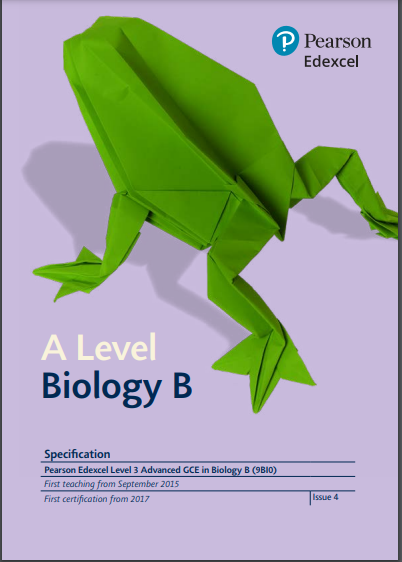 Pearson
Edexcel
A Level
Biology B
Specification
Pearson Edexcel Level 3 Advanced GCE in Biology B (9BI0)
First teaching from September 2015
First certification from 2017
Issue 4